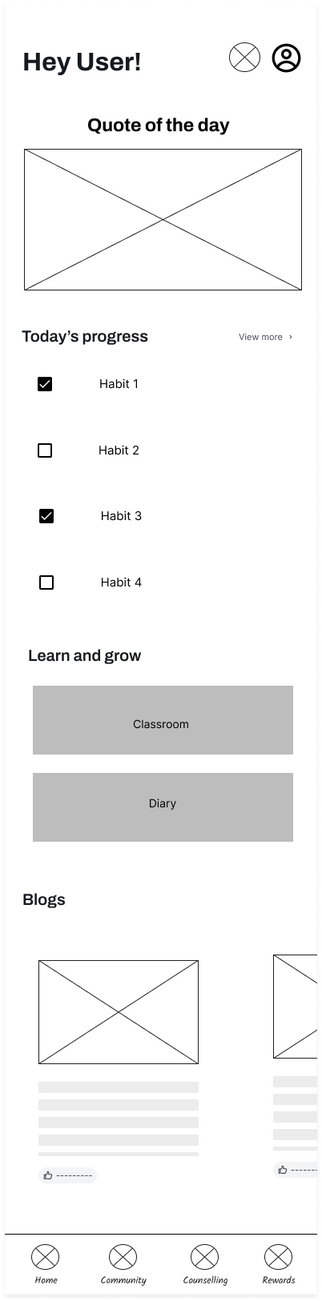 Hey User!
Quote of the day
Today's progress
View more
Habit 1
Habit 2
Habit 3
Habit 4
Learn and grow
Classroom
Diary
Blogs
Home Community Counselling Rewards